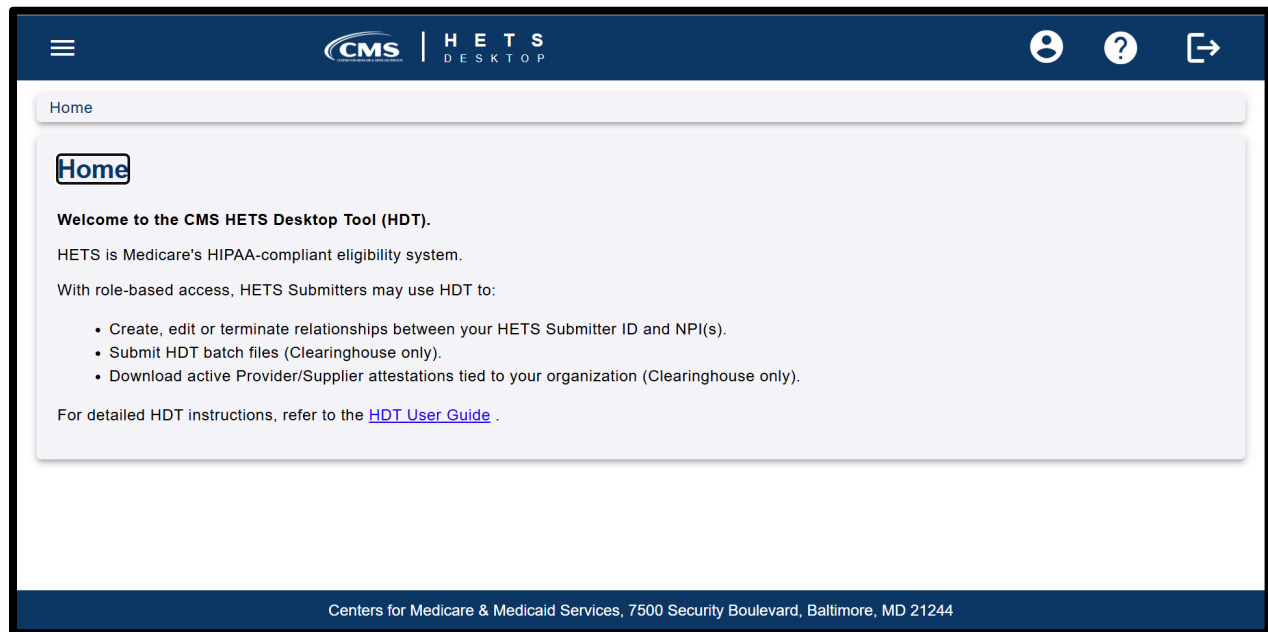 CMS
HETS
DESKTOP
Home
Home
Welcome to the CMS HETS Desktop Tool (HDT).
HETS is Medicare's HIPAA-compliant eligibility system.
With role-based access, HETS Submitters may use HDT to:
• Create, edit or terminate relationships between your HETS Submitter ID and NPI(s).
• Submit HDT batch files (Clearinghouse only).
• Download active Provider/Supplier attestations tied to your organization (Clearinghouse only).
For detailed HDT instructions, refer to the HDT User Guide .
Centers for Medicare & Medicaid Services, 7500 Security Boulevard, Baltimore, MD 21244